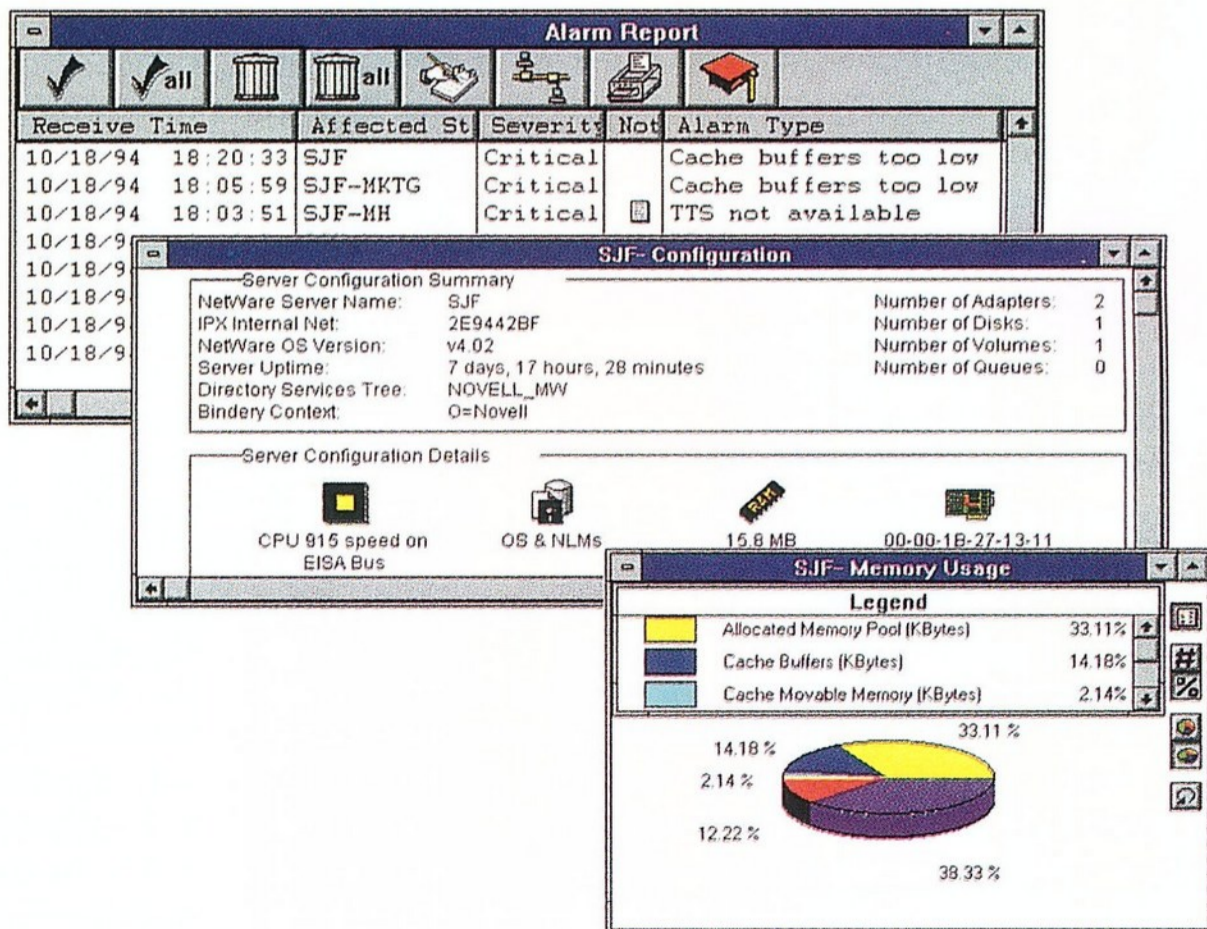 Alarm Report
all
all
Receive Time Affected St Severity Not Alarm Type
10/18/94 18:20:33 SJF Critical Cache buffers too low
10/18/94 18:05:59 SJF-MKTG Critical Cache buffers too low
10/18/94 18:03:51 SJF-MH Critical TTS not available
10/18/9
10/18/9
10/18/9
10/18/9
10/18/9
SJF- Configuration
Server Configuration Summary
NetWare Server Name: SJF Number of Adapters: 2
IPX Internal Net: 2E9442BF Number of Disks: 1
NetWare OS Version: v4.02 Number of Volumes: 1
Server Uptime: 7 days, 17 hours, 28 minutes Number of Queues: 0
Directory Services Tree: NOVELL_MW
Bindery Context: O=Novell
Server Configuration Details
RAM
CPU 915 speed on OS & NLMs 15.8 MB 00-00-1B-27-13-11
EISA Bus
SJF- Memory Usage
Legend
Allocated Memory Pool (KBytes) 33.11%
Cache Buffers (KBytes) 14.18%
Cache Movable Memory (KBytes) 2.14%
#
%
33.11 %
14.18 %
2.14 %
12.22 %
38.33 %